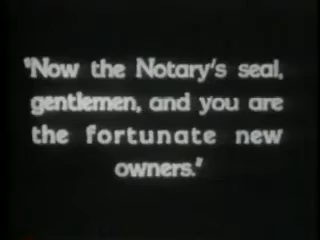 "Now the Notary's seal,
gentlemen, and you are
the fortunate new
owners."